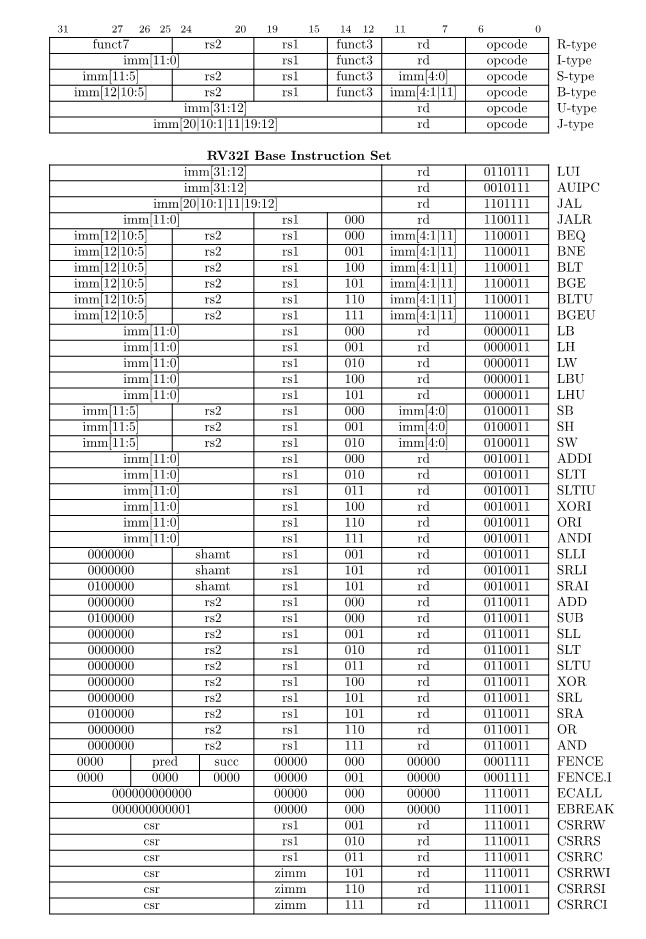 31 27 26 25 24 20 19 15 14 12 11 7 6 0
funct7 rs2 rs1 funct3 rd opcode R-type
imm[11:0] rs1 funct3 rd opcode I-type
imm[11:5] rs2 rs1 funct3 imm[4:0] opcode S-type
imm[12|10:5] rs2 rs1 funct3 imm[4:1|11] opcode B-type
imm[31:12] rd opcode U-type
imm[20|10:1|11|19:12] rd opcode J-type
RV32I Base Instruction Set
imm[31:12] rd 0110111 LUI
imm[31:12] rd 0010111 AUIPC
imm[20|10:1|11|19:12] rd 1101111 JAL
imm[11:0] rs1 000 rd 1100111 JALR
imm[12|10:5] rs2 rs1 000 imm[4:1|11] 1100011 BEQ
imm[12|10:5] rs2 rs1 001 imm[4:1|11] 1100011 BNE
imm[12|10:5] rs2 rs1 100 imm[4:1|11] 1100011 BLT
imm[12|10:5] rs2 rs1 101 imm[4:1|11] 1100011 BGE
imm[12|10:5] rs2 rs1 110 imm[4:1|11] 1100011 BLTU
imm[12|10:5] rs2 rs1 111 imm[4:1|11] 1100011 BGEU
imm[11:0] rs1 000 rd 0000011 LB
imm[11:0] rs1 001 rd 0000011 LH
imm[11:0] rs1 010 rd 0000011 LW
imm[11:0] rs1 100 rd 0000011 LBU
imm[11:0] rs1 101 rd 0000011 LHU
imm[11:5] rs2 rs1 000 imm[4:0] 0100011 SB
imm[11:5] rs2 rs1 001 imm[4:0] 0100011 SH
imm[11:5] rs2 rs1 010 imm[4:0] 0100011 SW
imm[11:0] rs1 000 rd 0010011 ADDI
imm[11:0] rs1 010 rd 0010011 SLTI
imm[11:0] rs1 011 rd 0010011 SLTIU
imm[11:0] rs1 100 rd 0010011 XORI
imm[11:0] rs1 110 rd 0010011 ORI
imm[11:0] rs1 111 rd 0010011 ANDI
0000000 shamt rs1 001 rd 0010011 SLLI
0000000 shamt rs1 101 rd 0010011 SRLI
0100000 shamt rs1 101 rd 0010011 SRAI
0000000 rs2 rs1 000 rd 0110011 ADD
0100000 rs2 rs1 000 rd 0110011 SUB
0000000 rs2 rs1 001 rd 0110011 SLL
0000000 rs2 rs1 010 rd 0110011 SLT
0000000 rs2 rs1 011 rd 0110011 SLTU
0000000 rs2 rs1 100 rd 0110011 XOR
0000000 rs2 rs1 101 rd 0110011 SRL
0100000 rs2 rs1 101 rd 0110011 SRA
0000000 rs2 rs1 110 rd 0110011 OR
0000000 rs2 rs1 111 rd 0110011 AND
0000 pred succ 00000 000 00000 0001111 FENCE
0000 0000 0000 00000 001 00000 0001111 FENCE.I
000000000000 00000 000 00000 1110011 ECALL
000000000001 00000 000 00000 1110011 EBREAK
csr rs1 001 rd 1110011 CSRRW
csr rs1 010 rd 1110011 CSRRS
csr rs1 011 rd 1110011 CSRRC
csr zimm 101 rd 1110011 CSRRWI
csr zimm 110 rd 1110011 CSRRSI
csr zimm 111 rd 1110011 CSRRCI